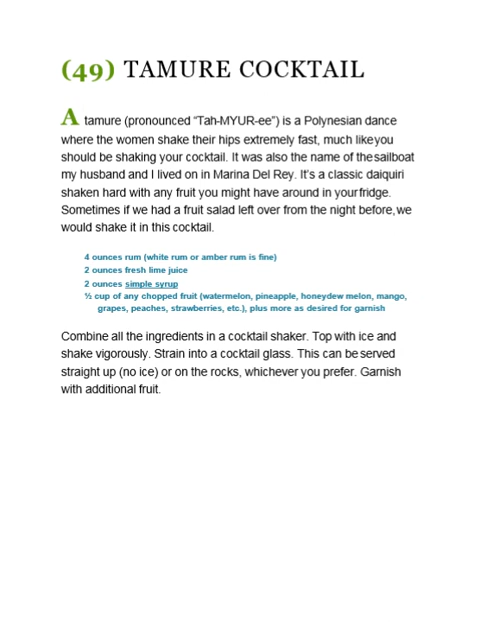 (49) TAMURE COCKTAIL
A tamure (pronounced “Tah-MYUR-ee”) is a Polynesian dance
where the women shake their hips extremely fast, much like you
should be shaking your cocktail. It was also the name of the sailboat
my husband and I lived on in Marina Del Rey. It’s a classic daiquiri
shaken hard with any fruit you might have around in your fridge.
Sometimes if we had a fruit salad left over from the night before, we
would shake it in this cocktail.
4 ounces rum (white rum or amber rum is fine)
2 ounces fresh lime juice
2 ounces simple syrup
½ cup of any chopped fruit (watermelon, pineapple, honeydew melon, mango,
grapes, peaches, strawberries, etc.), plus more as desired for garnish
Combine all the ingredients in a cocktail shaker. Top with ice and
shake vigorously. Strain into a cocktail glass. This can be served
straight up (no ice) or on the rocks, whichever you prefer. Garnish
with additional fruit.